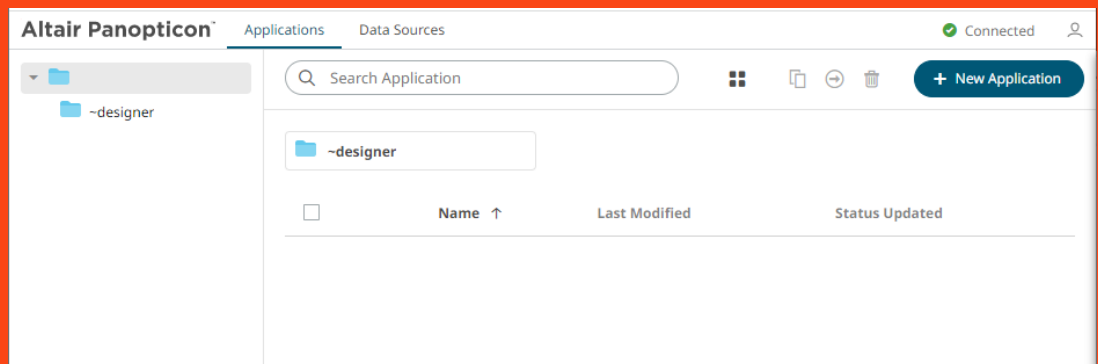 Altair Panopticon™ Applications Data Sources Connected
Search Application + New Application
~designer
~designer
Name ↑ Last Modified Status Updated